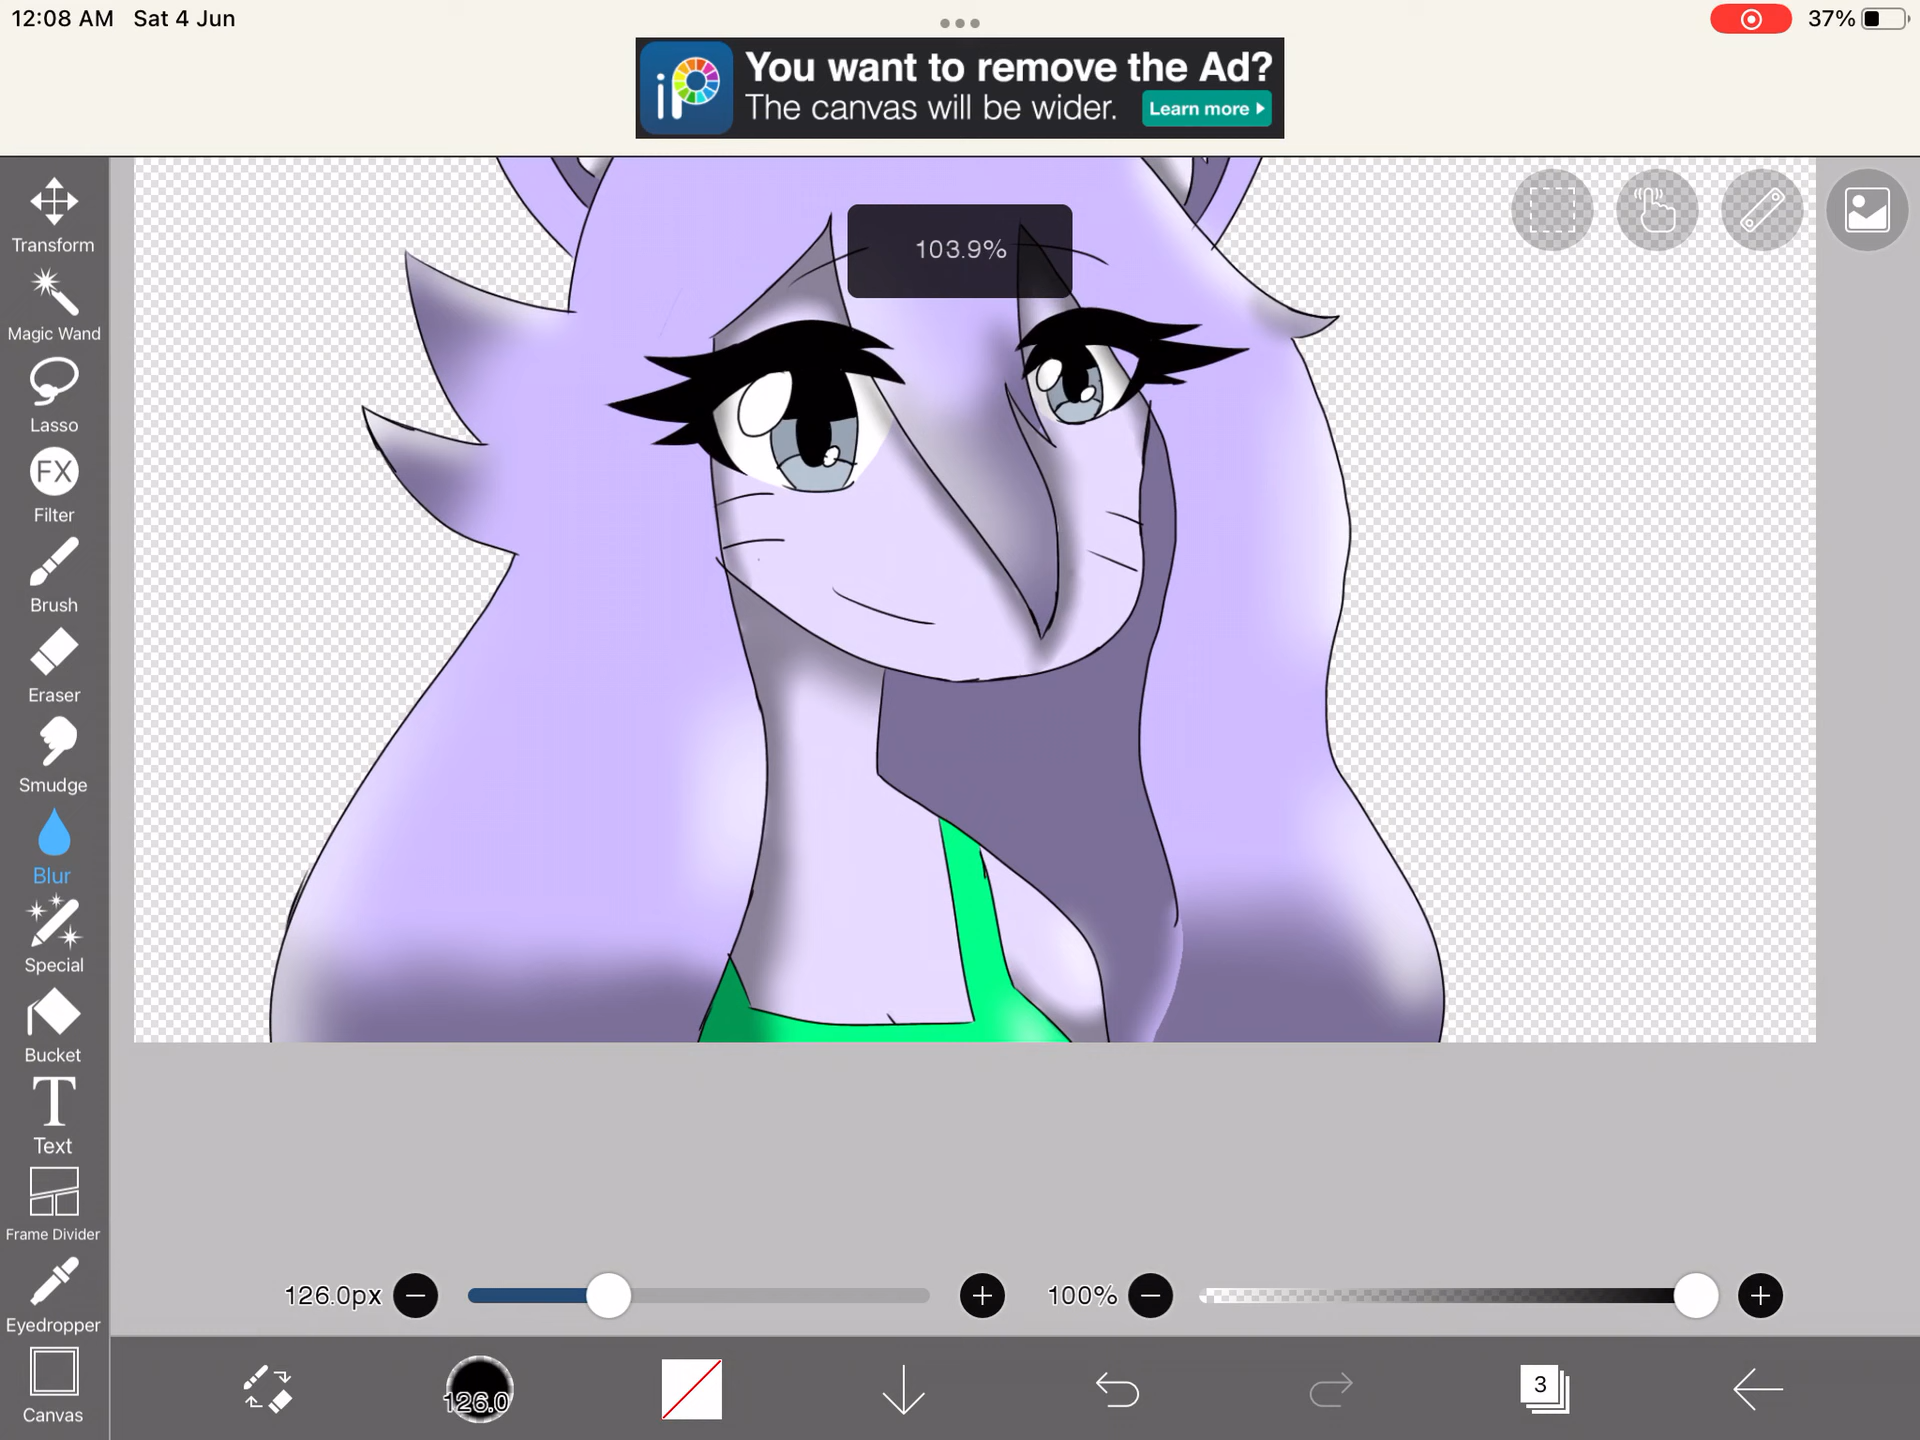 12:08 AM Sat 4 Jun
37%
iP
You want to remove the Ad?
The canvas will be wider.
Learn more
103.9%
Transform
Magic Wand
Lasso
FX
Filter
Brush
Eraser
Smudge
Blur
Special
Bucket
T
Text
Frame Divider
Eyedropper
Canvas
126.0px
100%
126.0
3